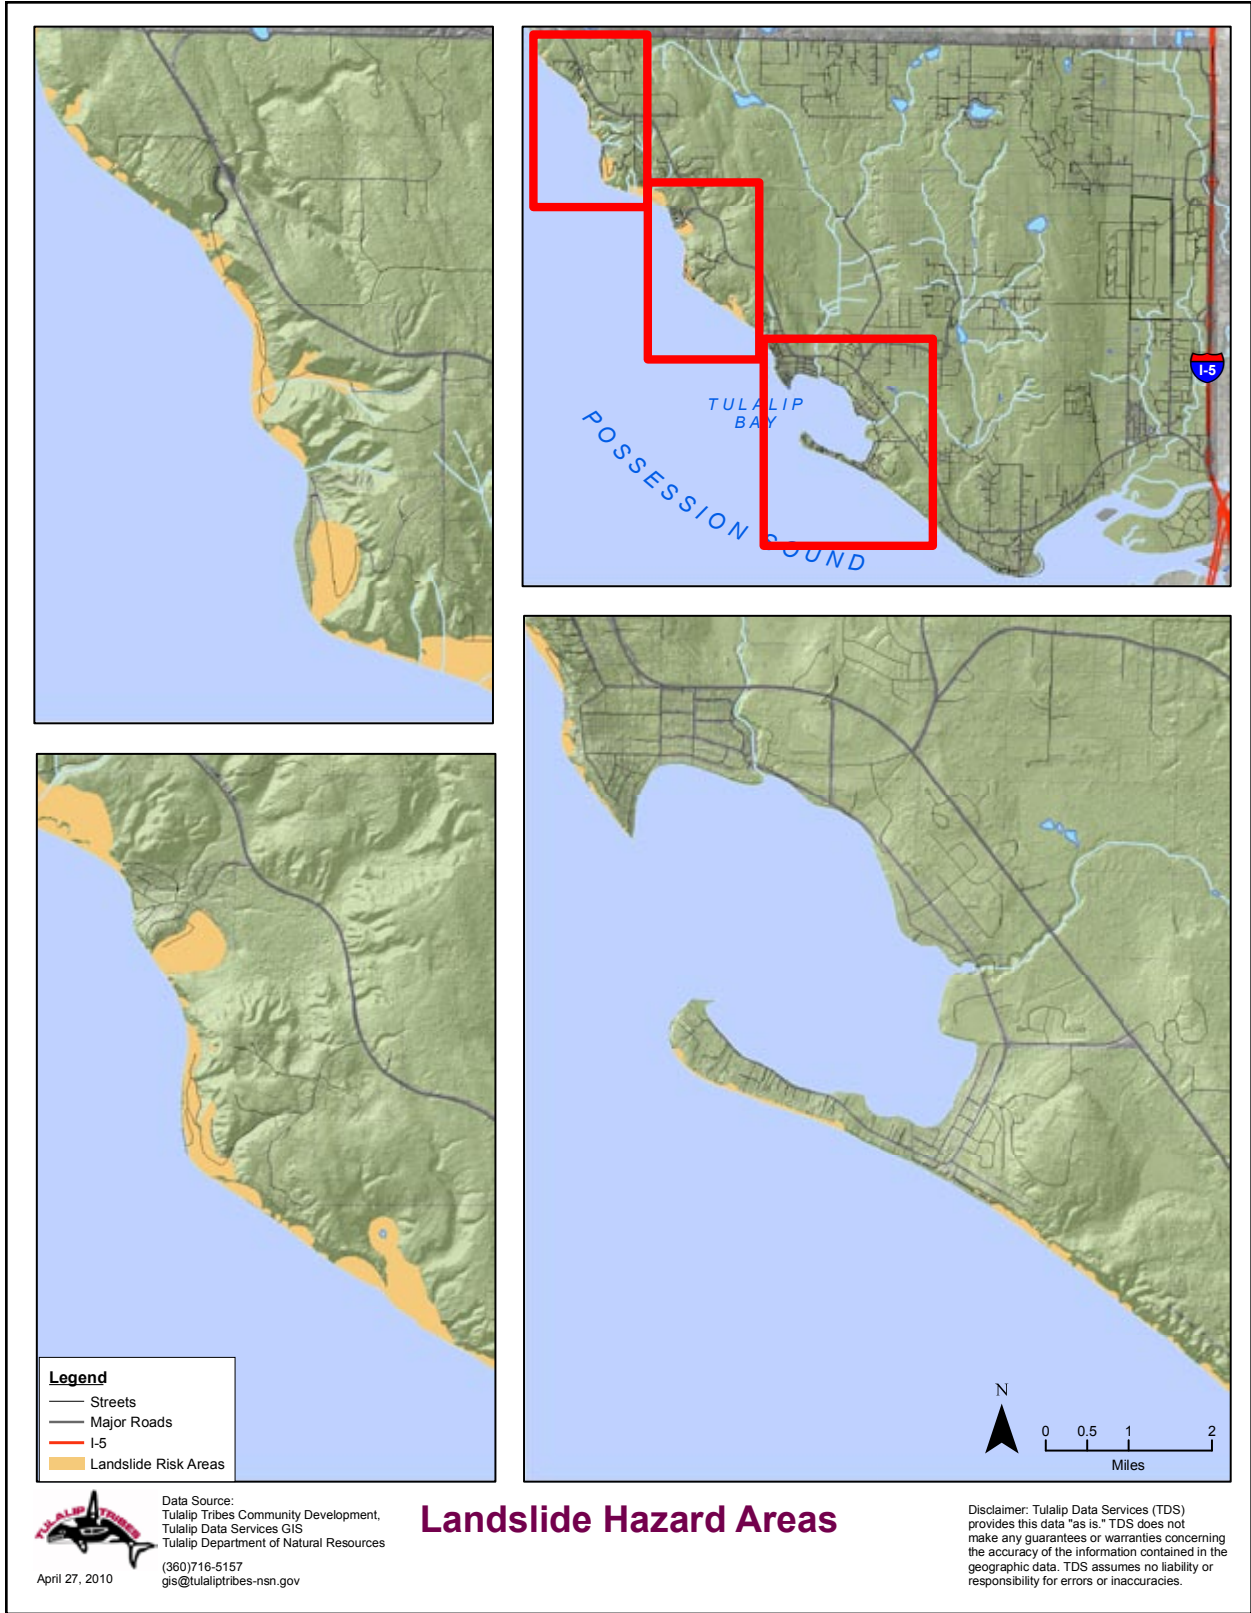 I-5
TULALIP
BAY
POSSESSION SOUND
Legend
Streets
Major Roads
I-5
Landslide Risk Areas
N
0 0.5 1 2
Miles
TULALIP TRIBES
April 27, 2010
Data Source:
Tulalip Tribes Community Development,
Tulalip Data Services GIS
Tulalip Department of Natural Resources
(360)716-5157
gis@tulaliptribes-nsn.gov
Landslide Hazard Areas
Disclaimer: Tulalip Data Services (TDS)
provides this data "as is." TDS does not
make any guarantees or warranties concerning
the accuracy of the information contained in the
geographic data. TDS assumes no liability or
responsibility for errors or inaccuracies.